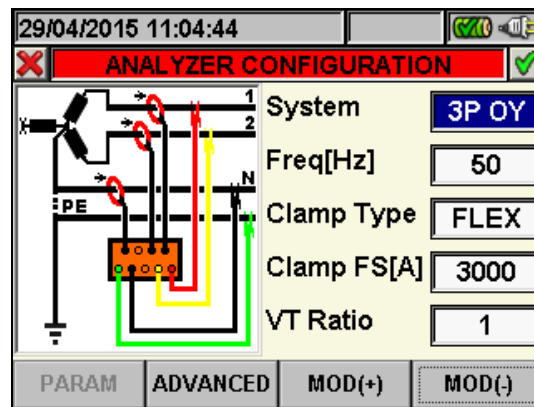 29/04/2015 11:04:44
ANALYZER CONFIGURATION
1
2
N
PE
System 3P OY
Freq[Hz] 50
Clamp Type FLEX
Clamp FS[A] 3000
VT Ratio 1
PARAM ADVANCED MOD(+) MOD(-)